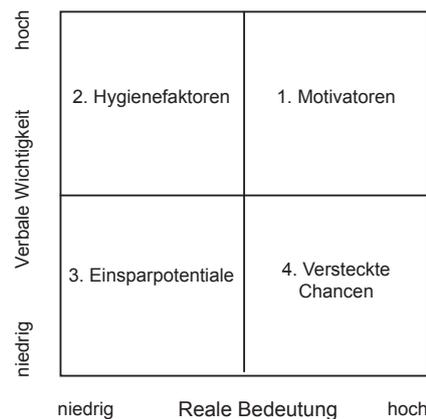 hoch
Verbale Wichtigkeit
niedrig
2. Hygienefaktoren
1. Motivatoren
3. Einsparpotentiale
4. Versteckte
Chancen
niedrig
Reale Bedeutung
hoch